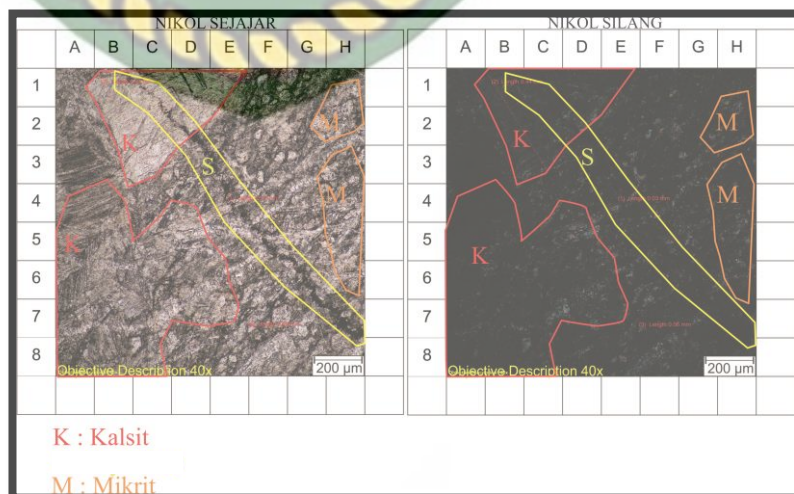 NIKOL SEJAJAR
A B C D E F G H
1
2
3
4
5
6
7
8
K
K
S
M
M
Objective Description 40x
200 µm
NIKOL SILANG
A B C D E F G H
1
2
3
4
5
6
7
8
K
K
S
M
M
Objective Description 40x
200 µm
K : Kalsit
M : Mikrit